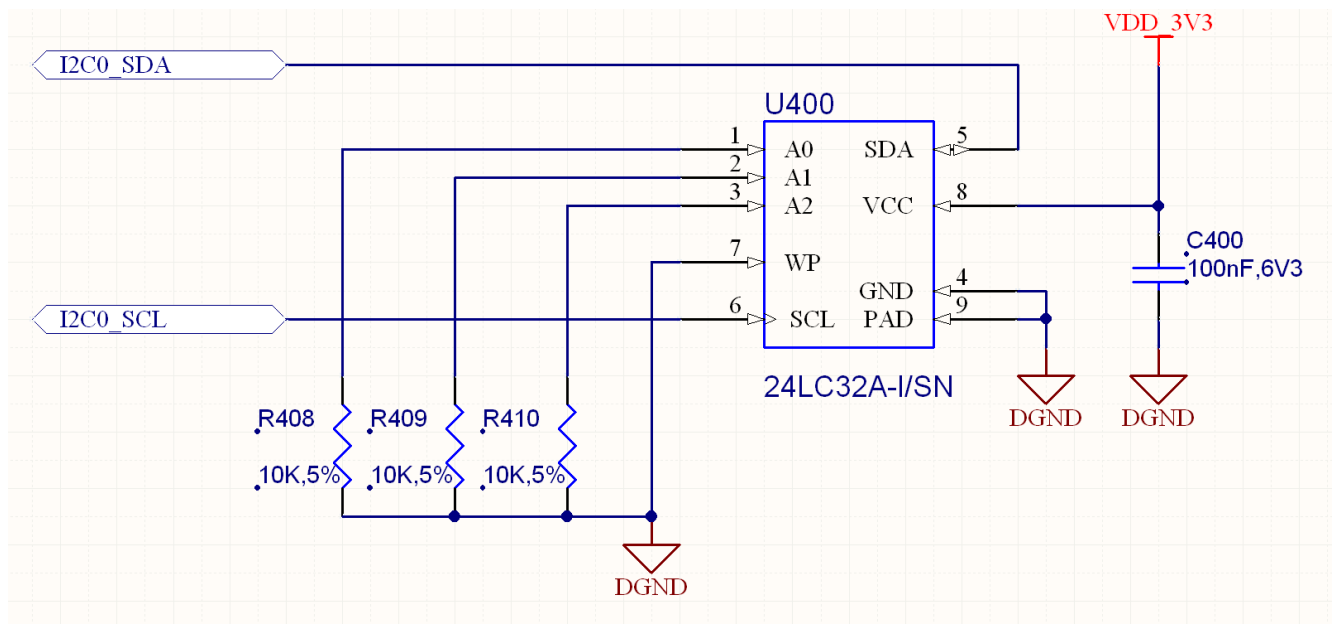 VDD_3V3
I2C0_SDA
U400
1
A0
SDA
5
2
A1
3
A2
VCC
8
7
WP
C400
100nF,6V3
GND
4
I2C0_SCL
6
SCL
PAD
9
24LC32A-I/SN
DGND
DGND
R408
R409
R410
10K,5%
10K,5%
10K,5%
DGND